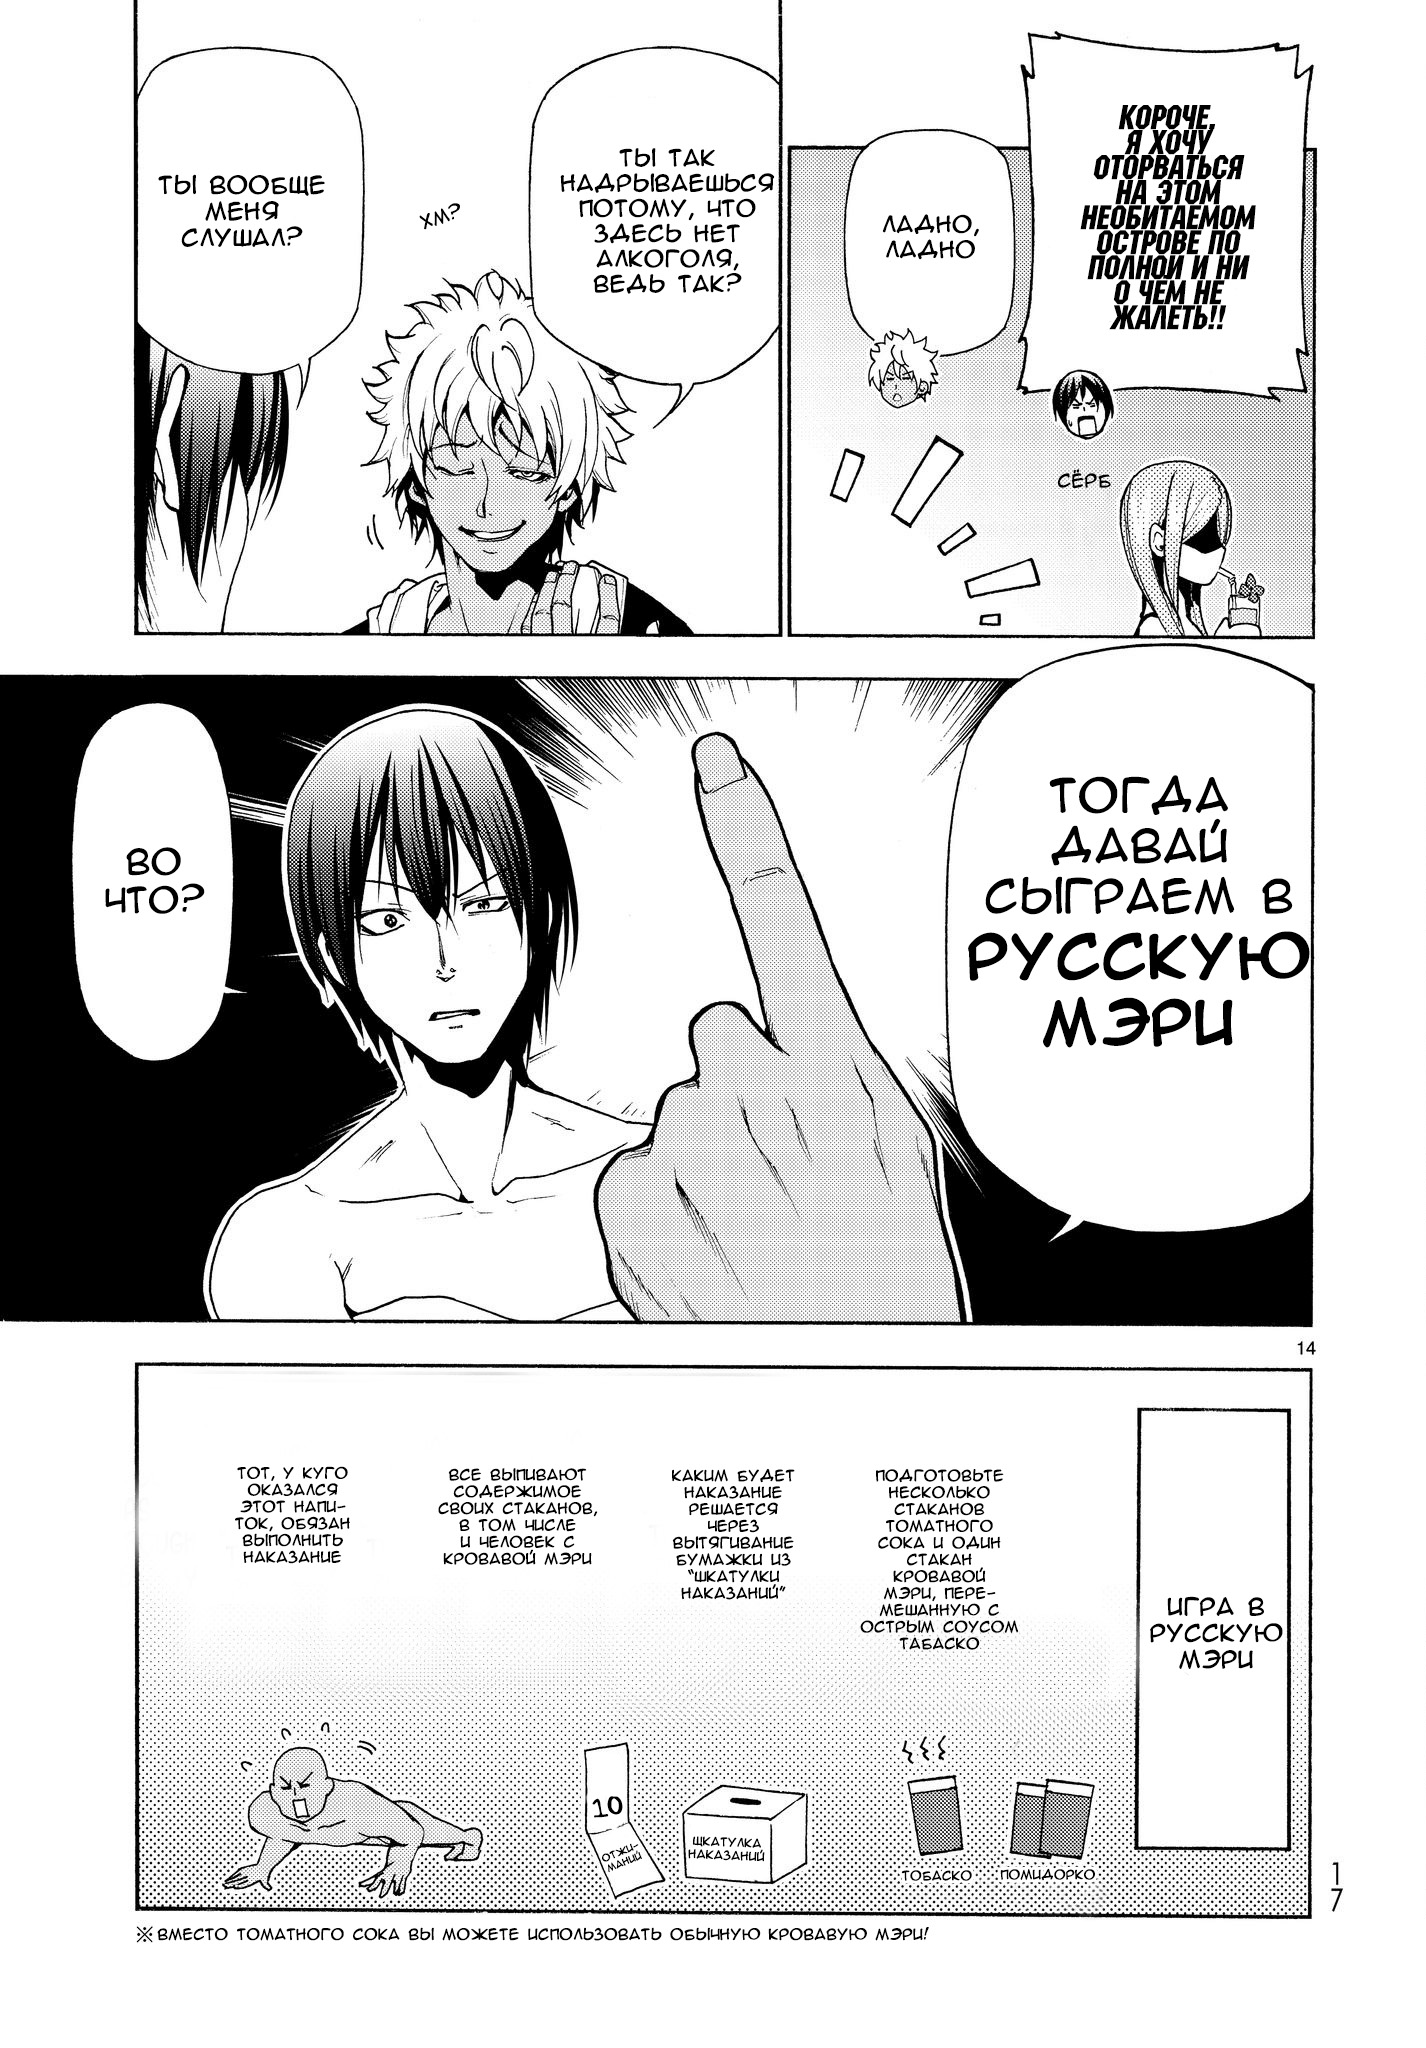 КОРОЧЕ,
Я ХОЧУ
ОТОРВАТЬСЯ
НА ЭТОМ
НЕОБИТАЕМОМ
ОСТРОВЕ ПО
ПОЛНОЙ И НИ
О ЧЕМ НЕ
ЖАЛЕТЬ!!
ЛАДНО,
ЛАДНО
СЁРБ
ТЫ ТАК
НАДРЫВАЕШЬСЯ
ПОТОМУ, ЧТО
ЗДЕСЬ НЕТ
АЛКОГОЛЯ,
ВЕДЬ ТАК?
ХМ?
ТЫ ВООБЩЕ
МЕНЯ
СЛУШАЛ?
ТОГДА
ДАВАЙ
СЫГРАЕМ В
РУССКУЮ
МЭРИ
ВО
ЧТО?
14
ИГРА В
РУССКУЮ
МЭРИ
ПОДГОТОВЬТЕ
НЕСКОЛЬКО
СТАКАНОВ
ТОМАТНОГО
СОКА И ОДИН
СТАКАН
КРОВАВОЙ
МЭРИ, ПЕРЕ-
МЕШАННУЮ С
ОСТРЫМ СОУСОМ
ТАБАСКО
КАКИМ БУДЕТ
НАКАЗАНИЕ
РЕШАЕТСЯ
ЧЕРЕЗ
ВЫТЯГИВАНИЕ
БУМАЖКИ ИЗ
"ШКАТУЛКИ
НАКАЗАНИЙ"
ВСЕ ВЫПИВАЮТ
СОДЕРЖИМОЕ
СВОИХ СТАКАНОВ,
В ТОМ ЧИСЛЕ
И ЧЕЛОВЕК С
КРОВАВОЙ МЭРИ
ТОТ, У КУГО
ОКАЗАЛСЯ
ЭТОТ НАПИ-
ТОК, ОБЯЗАН
ВЫПОЛНИТЬ
НАКАЗАНИЕ
ТОБАСКО
ПОМИДОРКО
ШКАТУЛКА
НАКАЗАНИЙ
10
ОТЖИ-
МАНИЙ
17
※ВМЕСТО ТОМАТНОГО СОКА ВЫ МОЖЕТЕ ИСПОЛЬЗОВАТЬ ОБЫЧНУЮ КРОВАВУЮ МЭРИ!